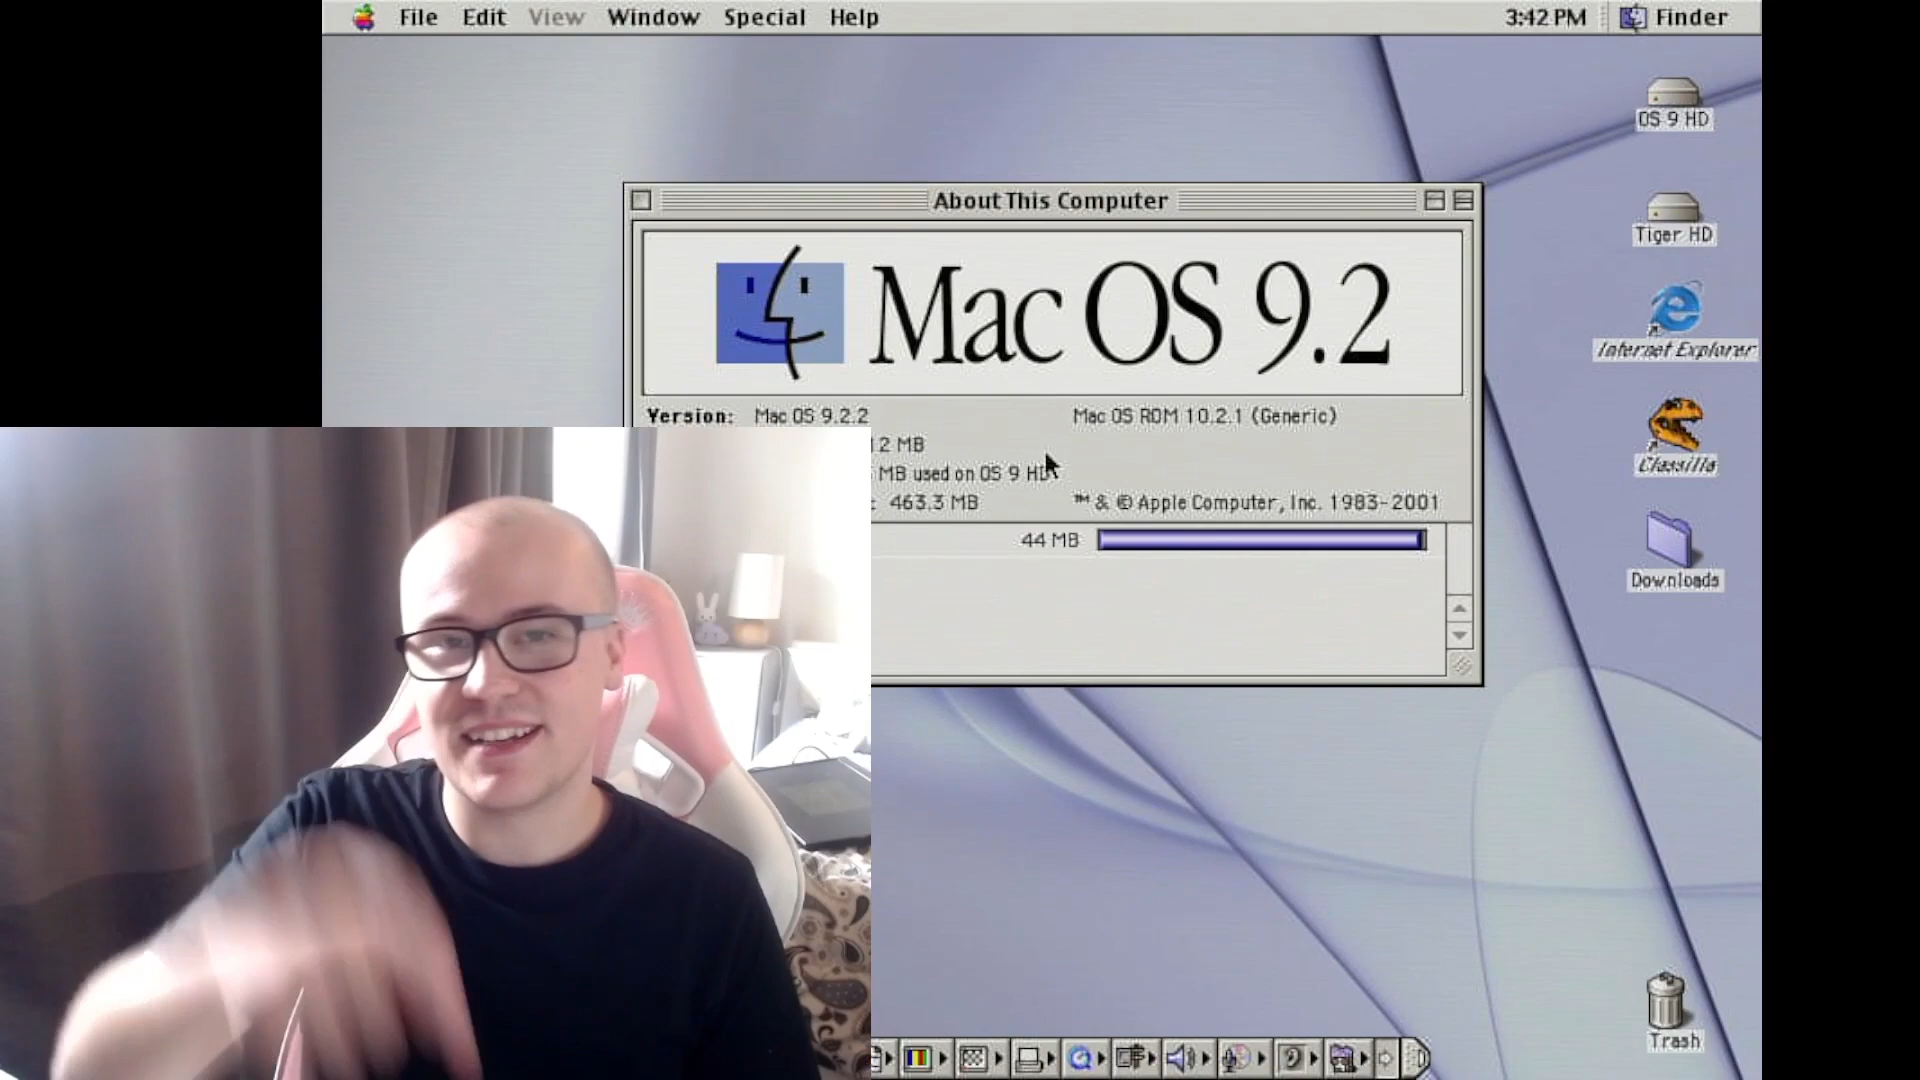 File Edit View Window Special Help 3:42 PM Finder
OS 9 HD
About This Computer
Tiger HD
Mac OS 9.2
Internet Explorer
Version: Mac OS 9.2.2 Mac OS ROM 10.2.1 (Generic)
12 MB
Classilla
MB used on OS 9 HD
463.3 MB ™ & © Apple Computer, Inc. 1983-2001
44 MB
Downloads
Trash